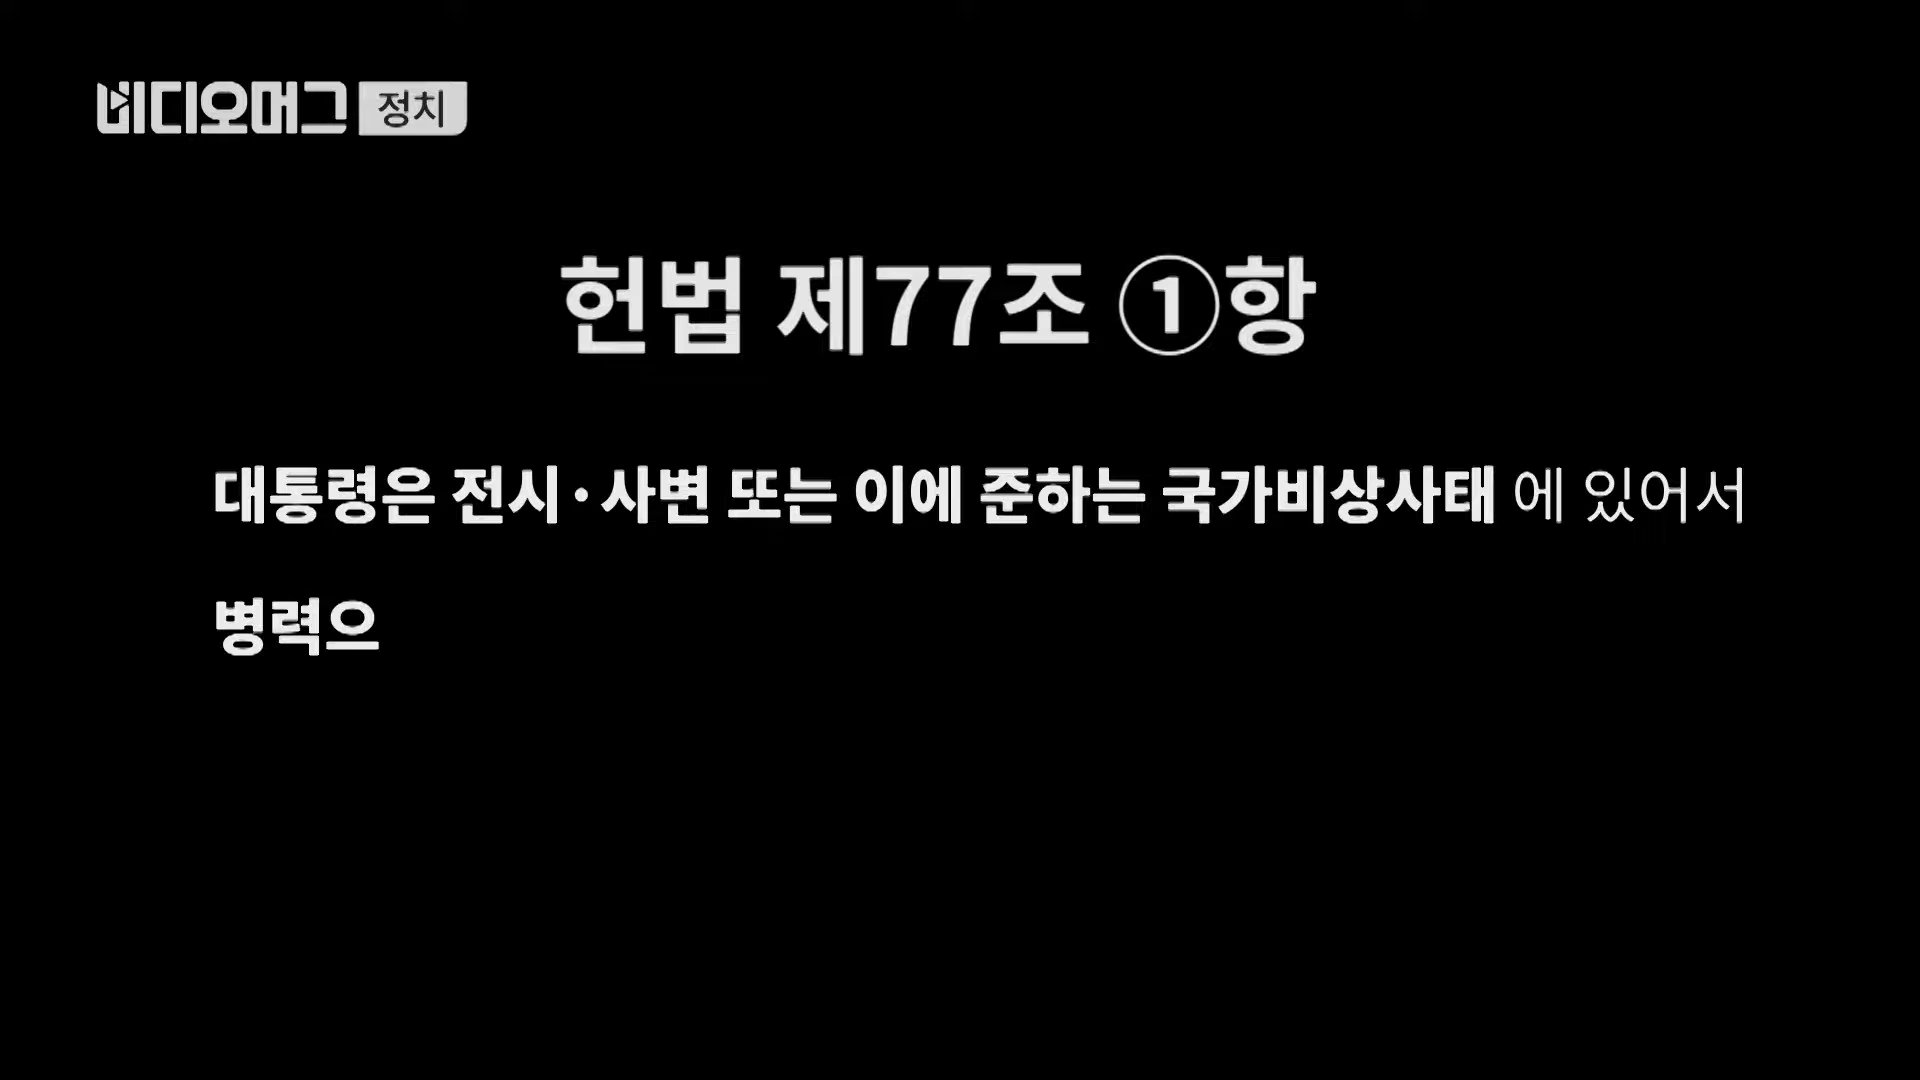 비디오머그 정치
헌법 제77조 ①항
대통령은 전시·사변 또는 이에 준하는 국가비상사태 에 있어서
병력으